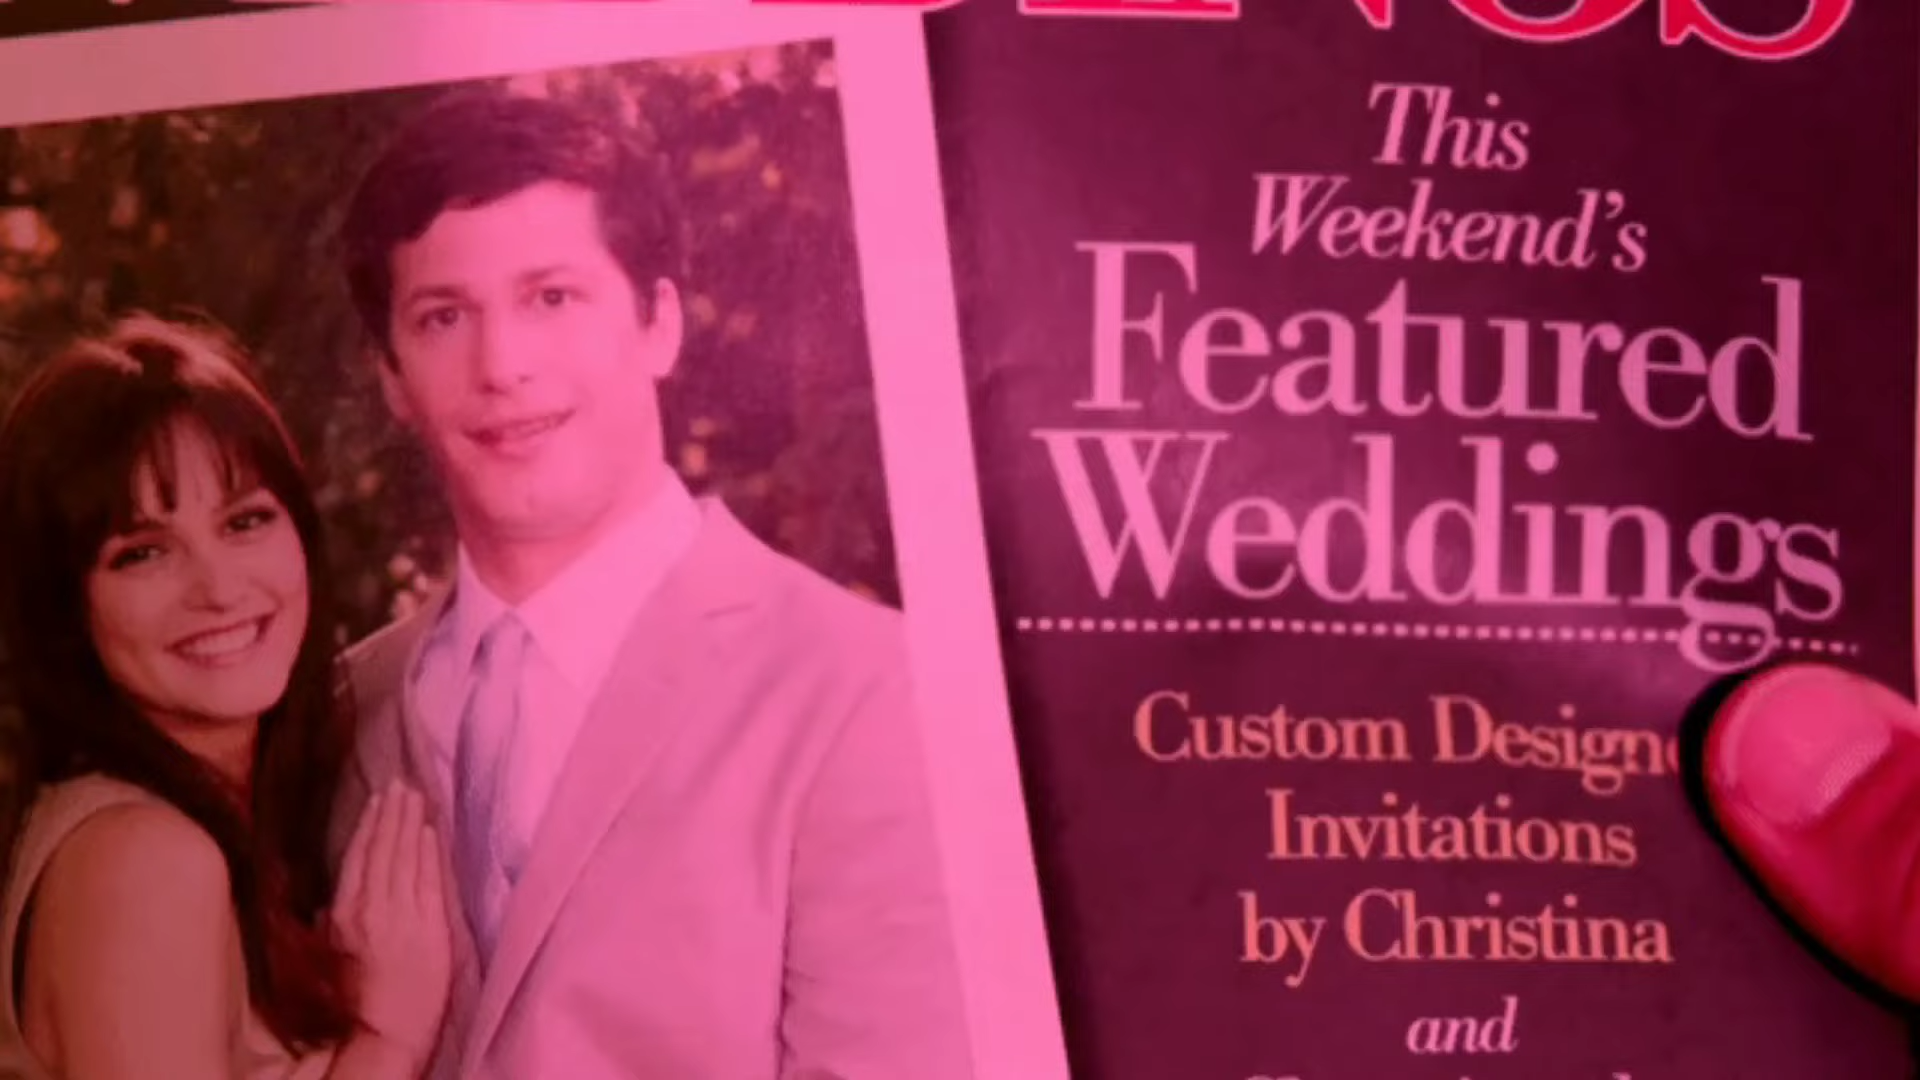 This
Weekend's
Featured
Weddings
Custom
Invitations
by Christina
and